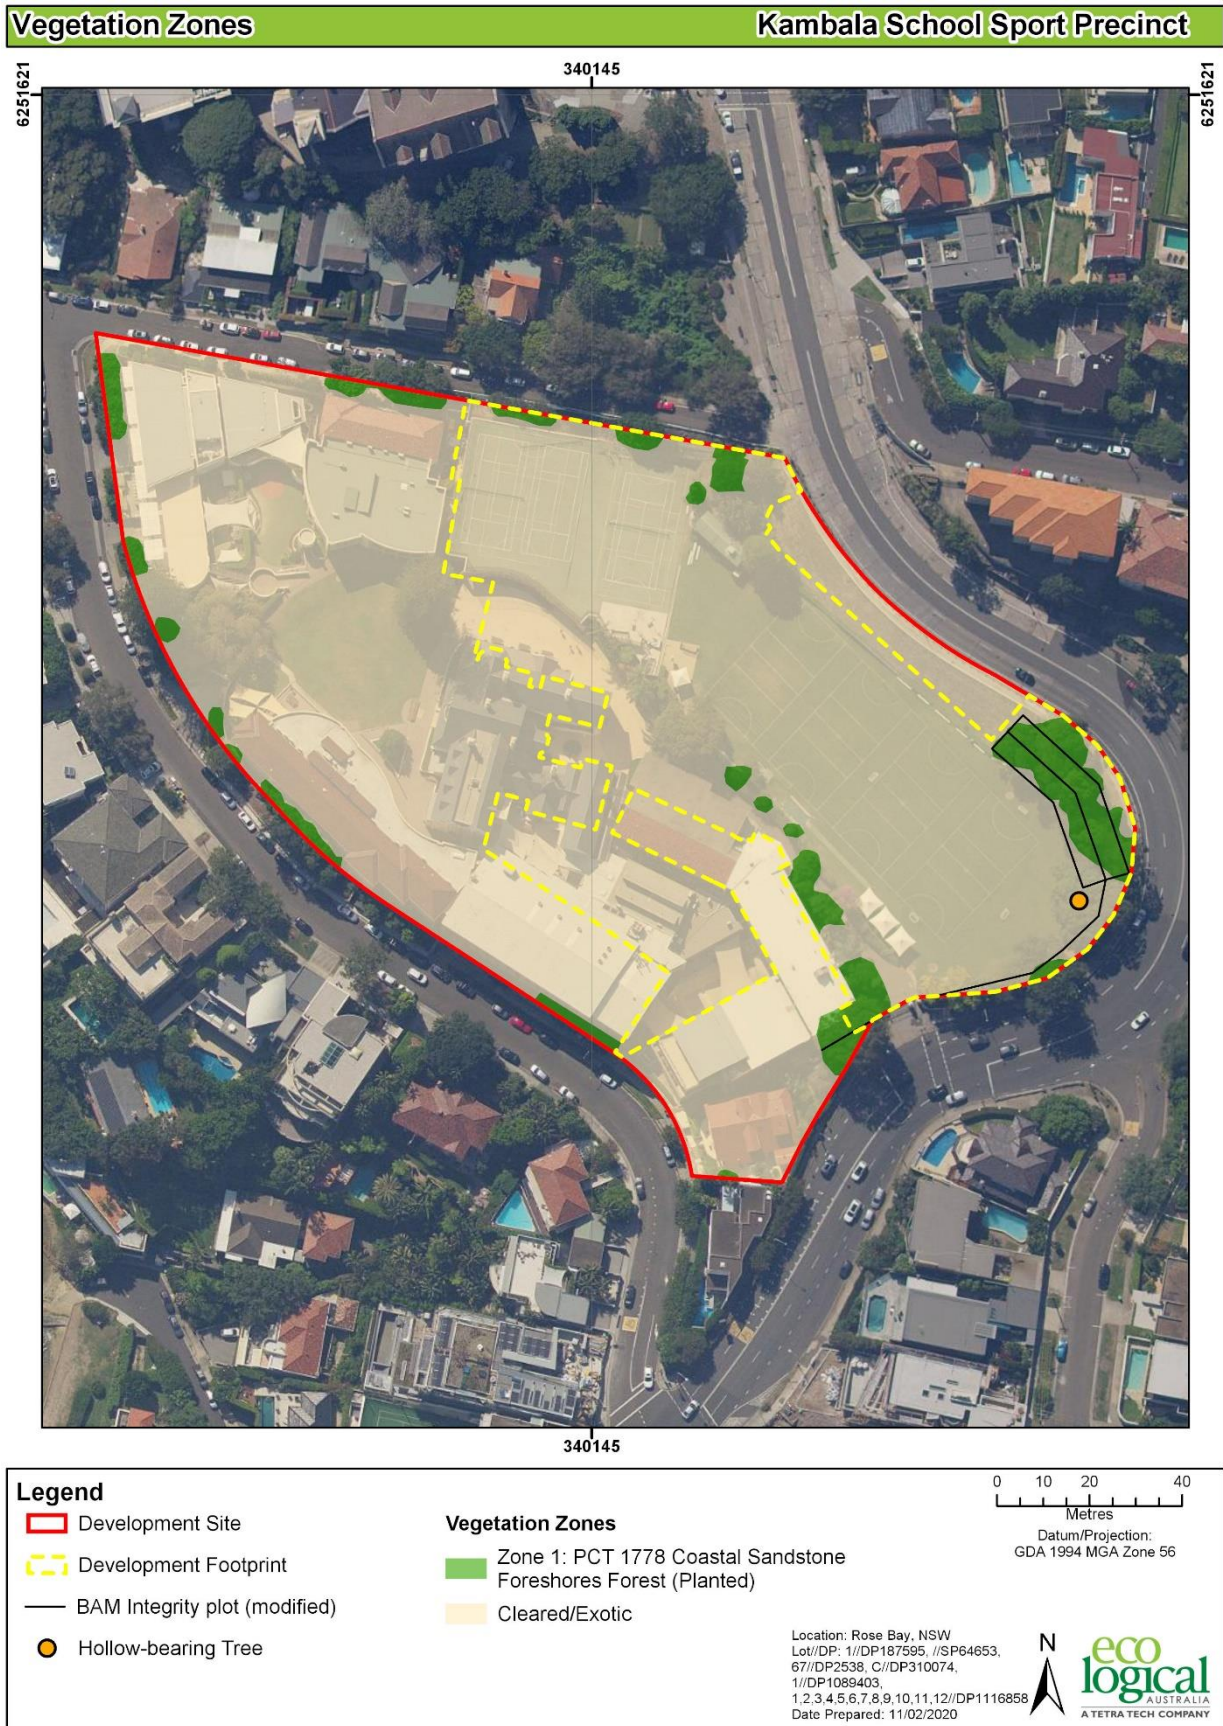 Vegetation Zones
Kambala School Sport Precinct
340145
6251621
6251621
340145
Legend
Development Site
Development Footprint
BAM Integrity plot (modified)
Hollow-bearing Tree
Vegetation Zones
Zone 1: PCT 1778 Coastal Sandstone
Foreshores Forest (Planted)
Cleared/Exotic
0 10 20 40
Metres
Datum/Projection:
GDA 1994 MGA Zone 56
Location: Rose Bay, NSW
Lot//DP: 1//DP187595, //SP64653,
67//DP2538, C//DP310074,
1//DP1089403,
1,2,3,4,5,6,7,8,9,10,11,12//DP1116858
Date Prepared: 11/02/2020
N
eco
logical
AUSTRALIA
A TETRA TECH COMPANY